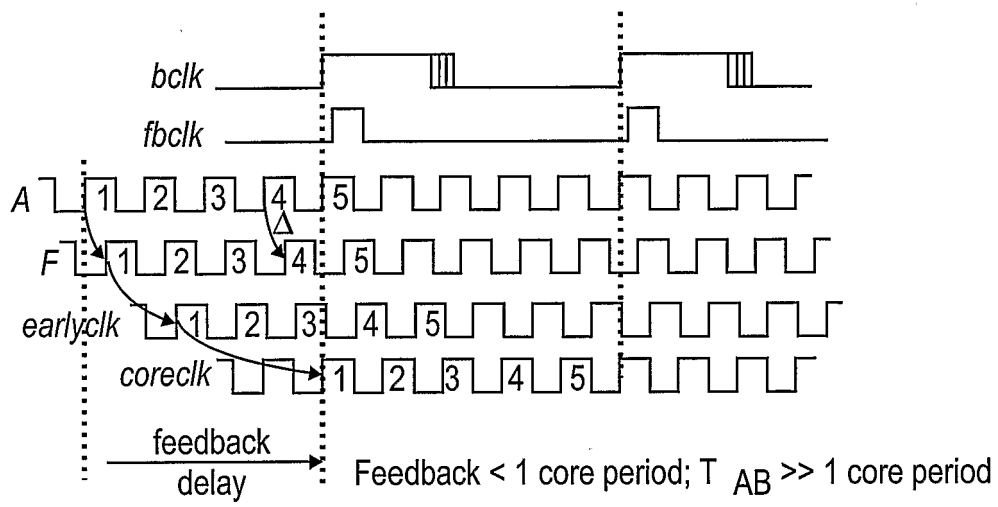 bclk
fbclk
A 1 2 3 4 5
Δ
F 1 2 3 4 5
earlyclk 1 2 3 4 5
coreclk 1 2 3 4 5
feedback
delay
Feedback < 1 core period; T AB >> 1 core period